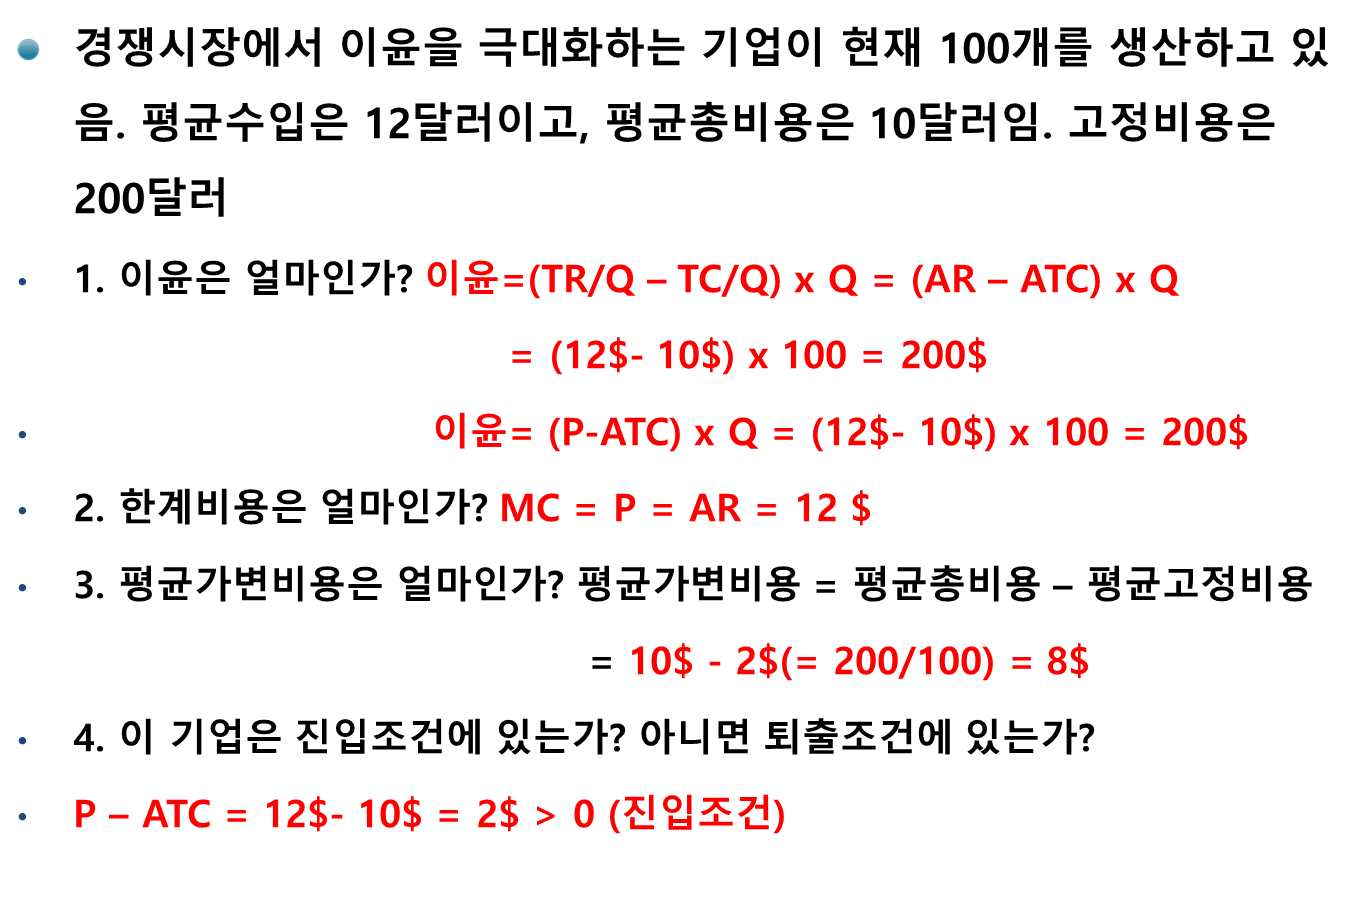 경쟁시장에서 이윤을 극대화하는 기업이 현재 100개를 생산하고 있
음. 평균수입은 12달러이고, 평균총비용은 10달러임. 고정비용은
200달러
1. 이윤은 얼마인가? 이윤=(TR/Q – TC/Q) x Q = (AR – ATC) x Q
= (12$- 10$) x 100 = 200$
이윤= (P-ATC) x Q = (12$- 10$) x 100 = 200$
2. 한계비용은 얼마인가? MC = P = AR = 12 $
3. 평균가변비용은 얼마인가? 평균가변비용 = 평균총비용 – 평균고정비용
= 10$ - 2$(= 200/100) = 8$
4. 이 기업은 진입조건에 있는가? 아니면 퇴출조건에 있는가?
P – ATC = 12$- 10$ = 2$ > 0 (진입조건)